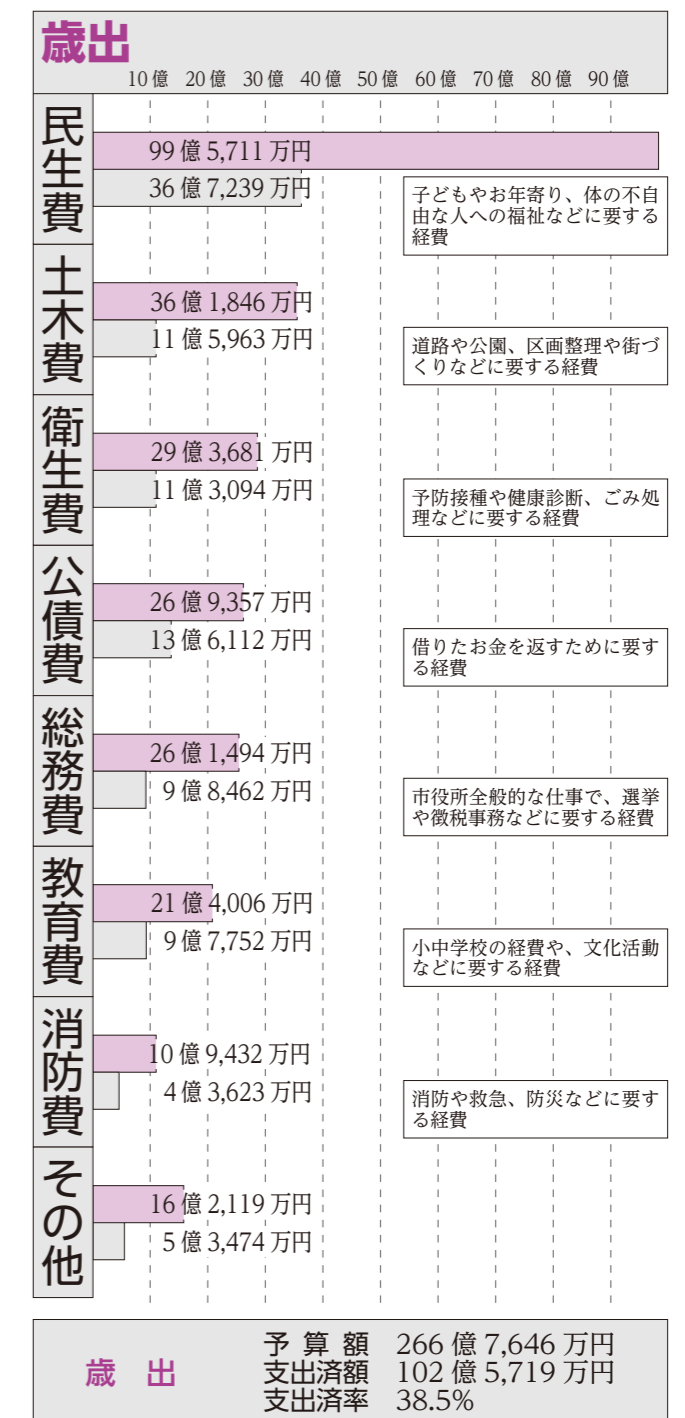 歳出
10億 20億 30億 40億 50億 60億 70億 80億 90億
民生費
99億5,711万円
36億7,239万円
子どもやお年寄り、体の不自
由な人への福祉などに要する
経費
土木費
36億1,846万円
11億5,963万円
道路や公園、区画整理や街づ
くりなどに要する経費
衛生費
29億3,681万円
11億3,094万円
予防接種や健康診断、ごみ処
理などに要する経費
公債費
26億9,357万円
13億6,112万円
借りたお金を返すために要す
る経費
総務費
26億1,494万円
9億8,462万円
市役所全般的な仕事で、選挙
や徴税事務などに要する経費
教育費
21億4,006万円
9億7,752万円
小中学校の経費や、文化活動
などに要する経費
消防費
10億9,432万円
4億3,623万円
消防や救急、防災などに要す
る経費
その他
16億2,119万円
5億3,474万円
歳出
予算額 266億7,646万円
支出済額 102億5,719万円
支出済率 38.5%